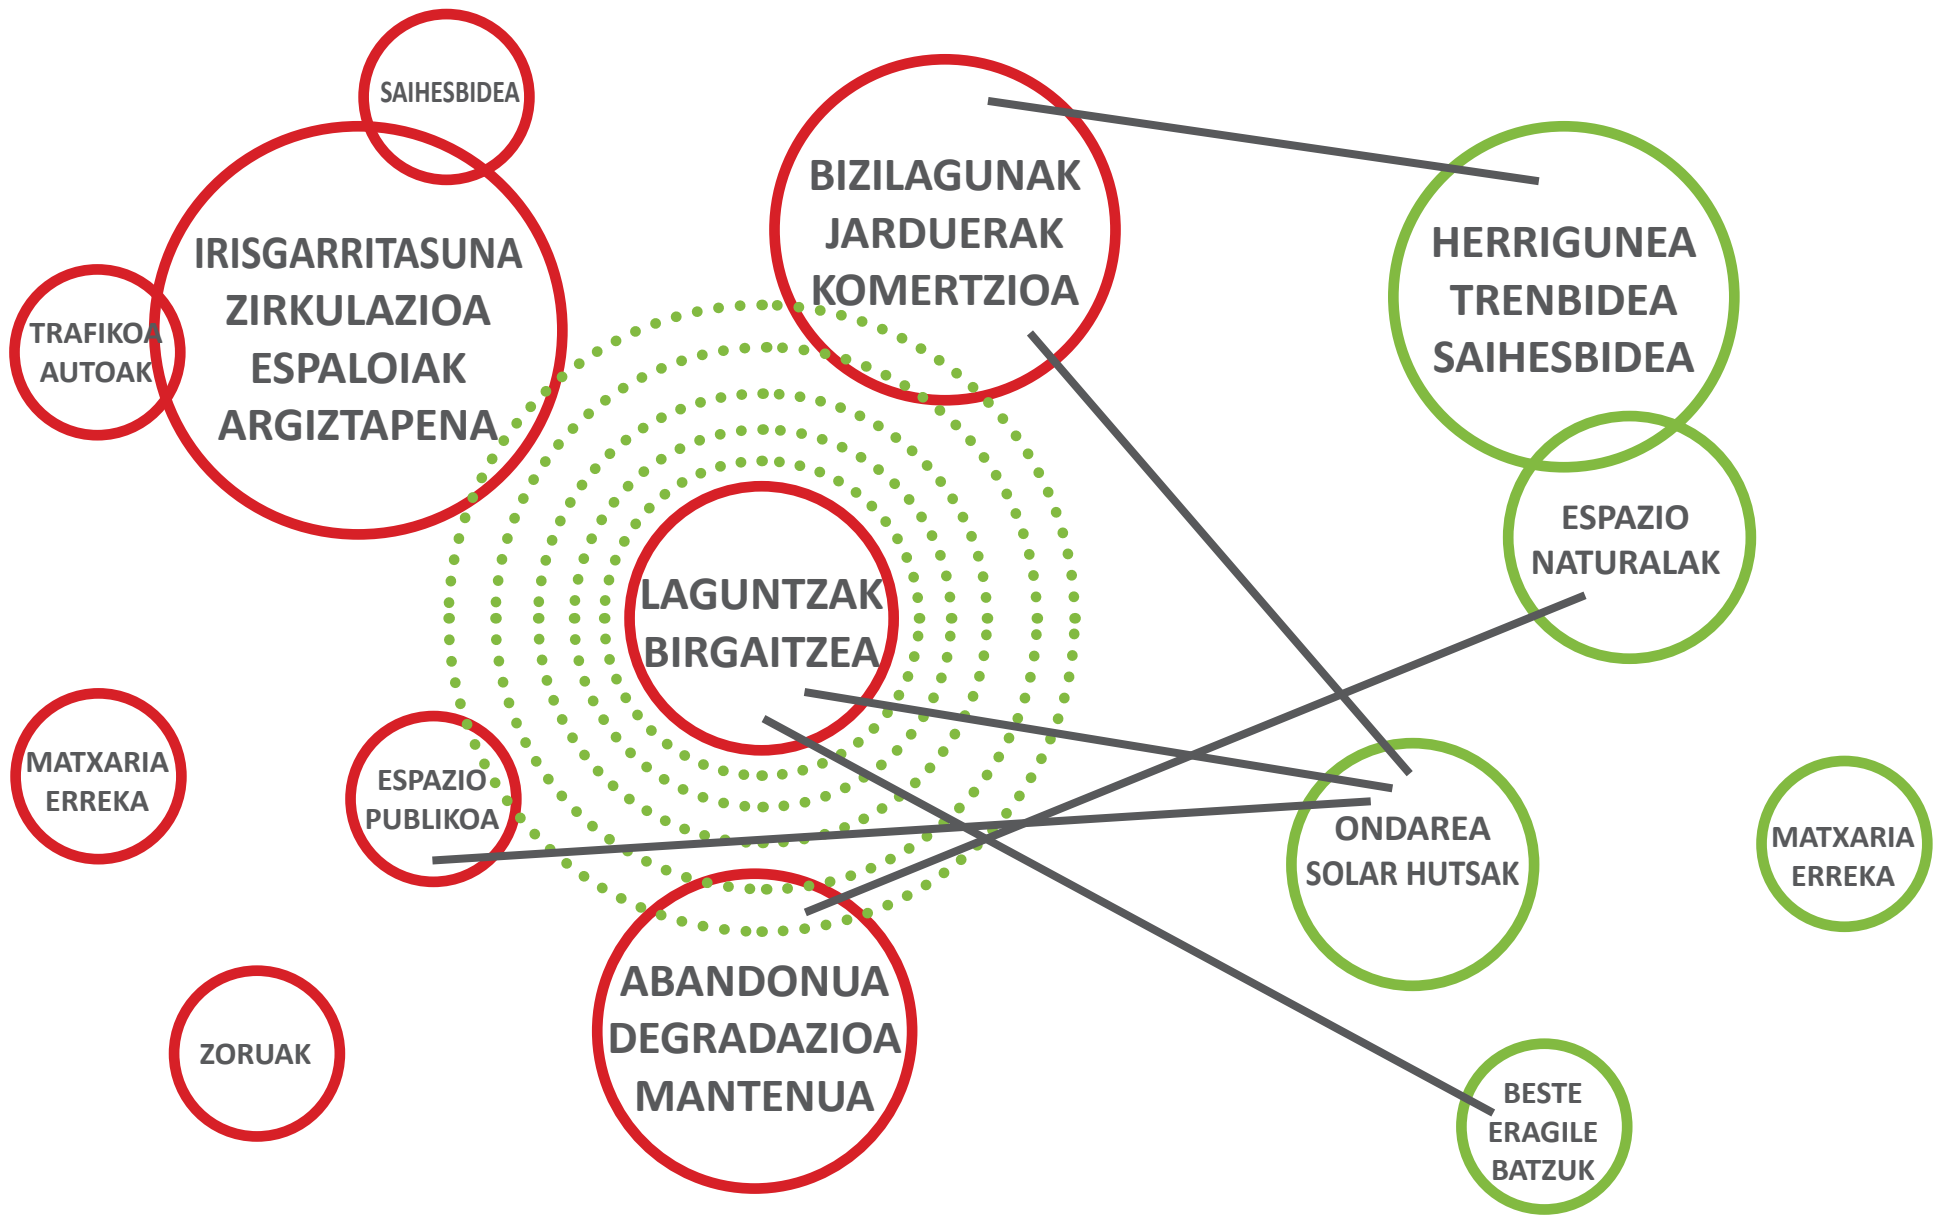 SAIHESBIDEA
IRISGARRITASUNA
ZIRKULAZIOA
ESPALOIAK
ARGIZTAPENA
TRAFIKOA
AUTOAK
BIZILAGUNAK
JARDUERAK
KOMERTZIOA
HERRIGUNEA
TRENBIDEA
SAIHESBIDEA
ESPAZIO
NATURALAK
LAGUNTZAK
BIRGAITZEA
MATXARIA
ERREKA
ESPAZIO
PUBLIKOA
ONDAREA
SOLAR HUTSAK
MATXARIA
ERREKA
ZORUAK
ABANDONUA
DEGRADAZIOA
MANTENUA
BESTE
ERAGILE
BATZUK